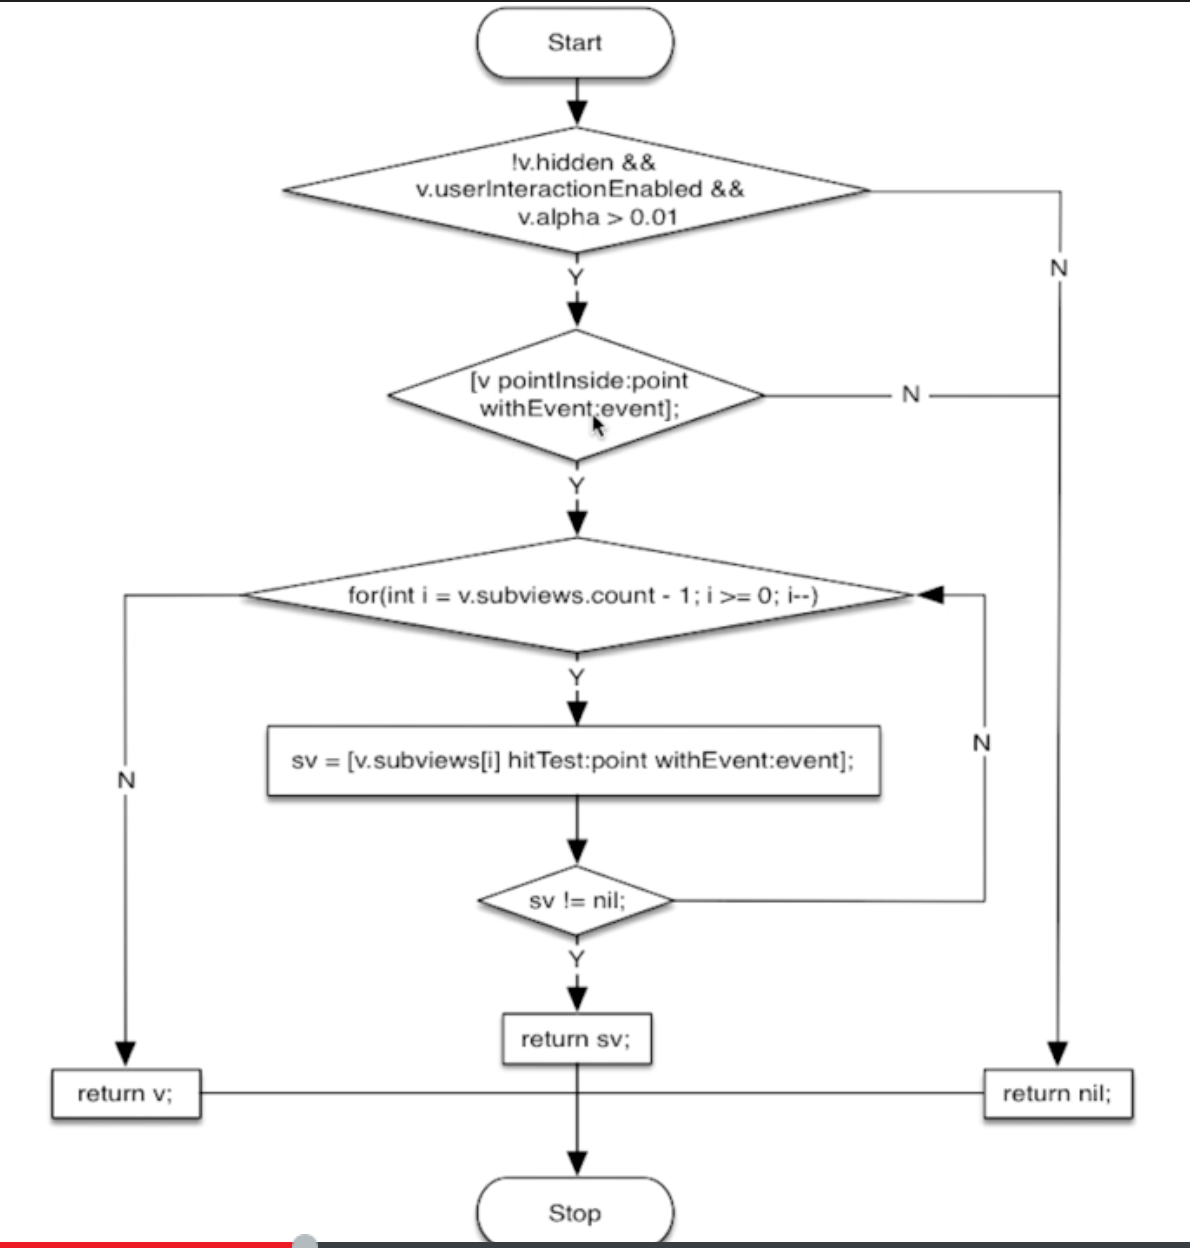 Start
!v.hidden &&
v.userInteractionEnabled &&
v.alpha > 0.01
N
Y
[v pointInside:point
withEvent:event];
N
Y
for(int i = v.subviews.count - 1; i >= 0; i--)
Y
N
sv = [v.subviews[i] hitTest:point withEvent:event];
N
sv != nil;
Y
return sv;
return v;
return nil;
Stop